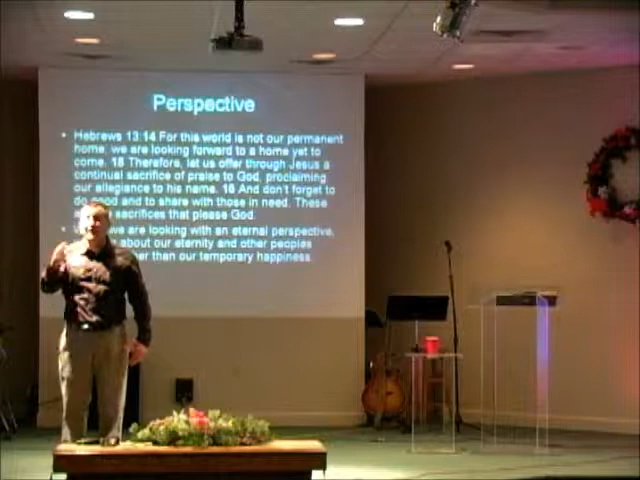 Perspective
• Hebrews 13:14 For this world is not our permanent
home; we are looking forward to a home yet to
come. 15 Therefore, let us offer through Jesus a
continual sacrifice of praise to God, proclaiming
our allegiance to his name. 16 And don't forget to
do good and to share with those in need. These
sacrifices that please God.
• we are looking with an eternal perspective,
about our eternity and other peoples
than our temporary happiness.